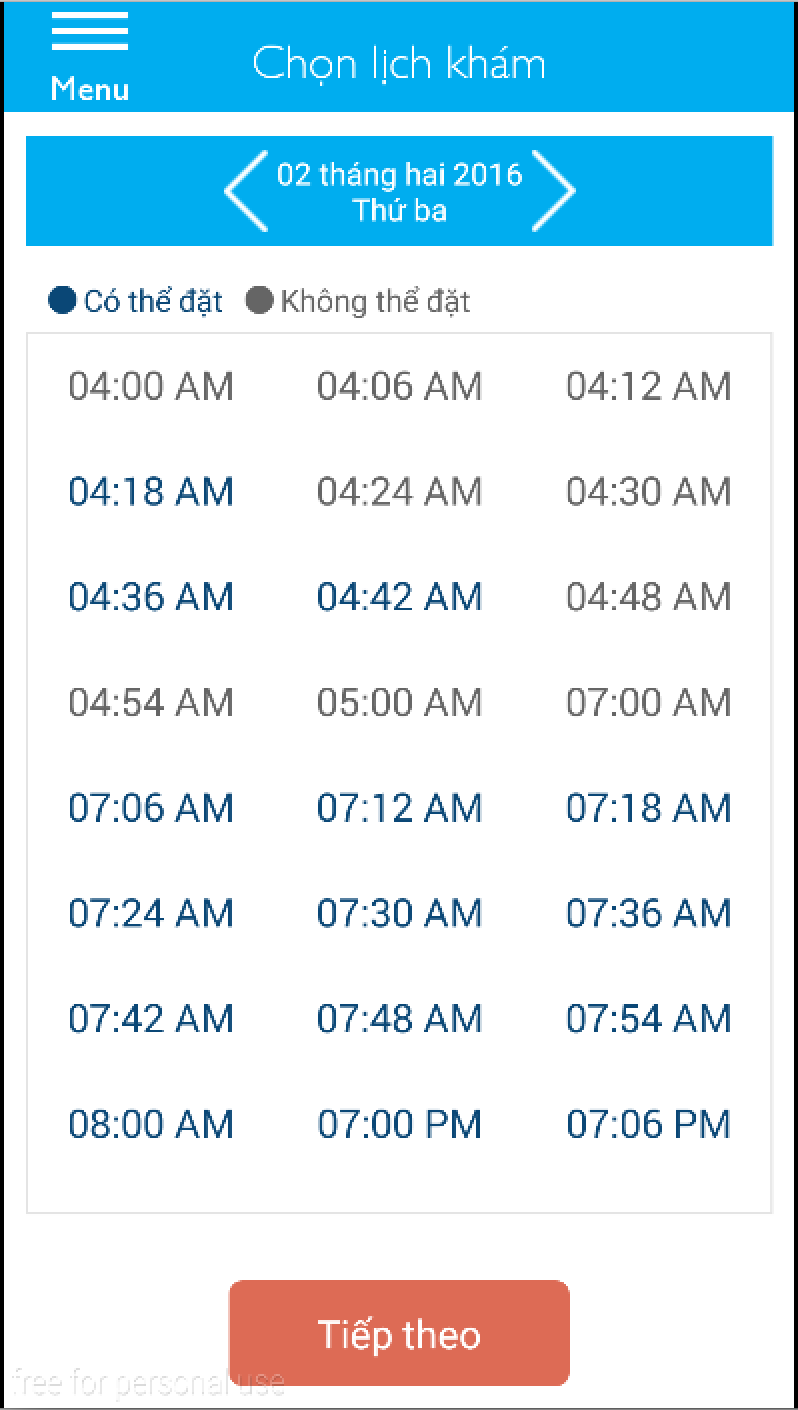 Chọn lịch khám
Menu
02 tháng hai 2016
Thứ ba
Có thể đặt Không thể đặt
04:00 AM 04:06 AM 04:12 AM
04:18 AM 04:24 AM 04:30 AM
04:36 AM 04:42 AM 04:48 AM
04:54 AM 05:00 AM 07:00 AM
07:06 AM 07:12 AM 07:18 AM
07:24 AM 07:30 AM 07:36 AM
07:42 AM 07:48 AM 07:54 AM
08:00 AM 07:00 PM 07:06 PM
Tiếp theo
free for personal use